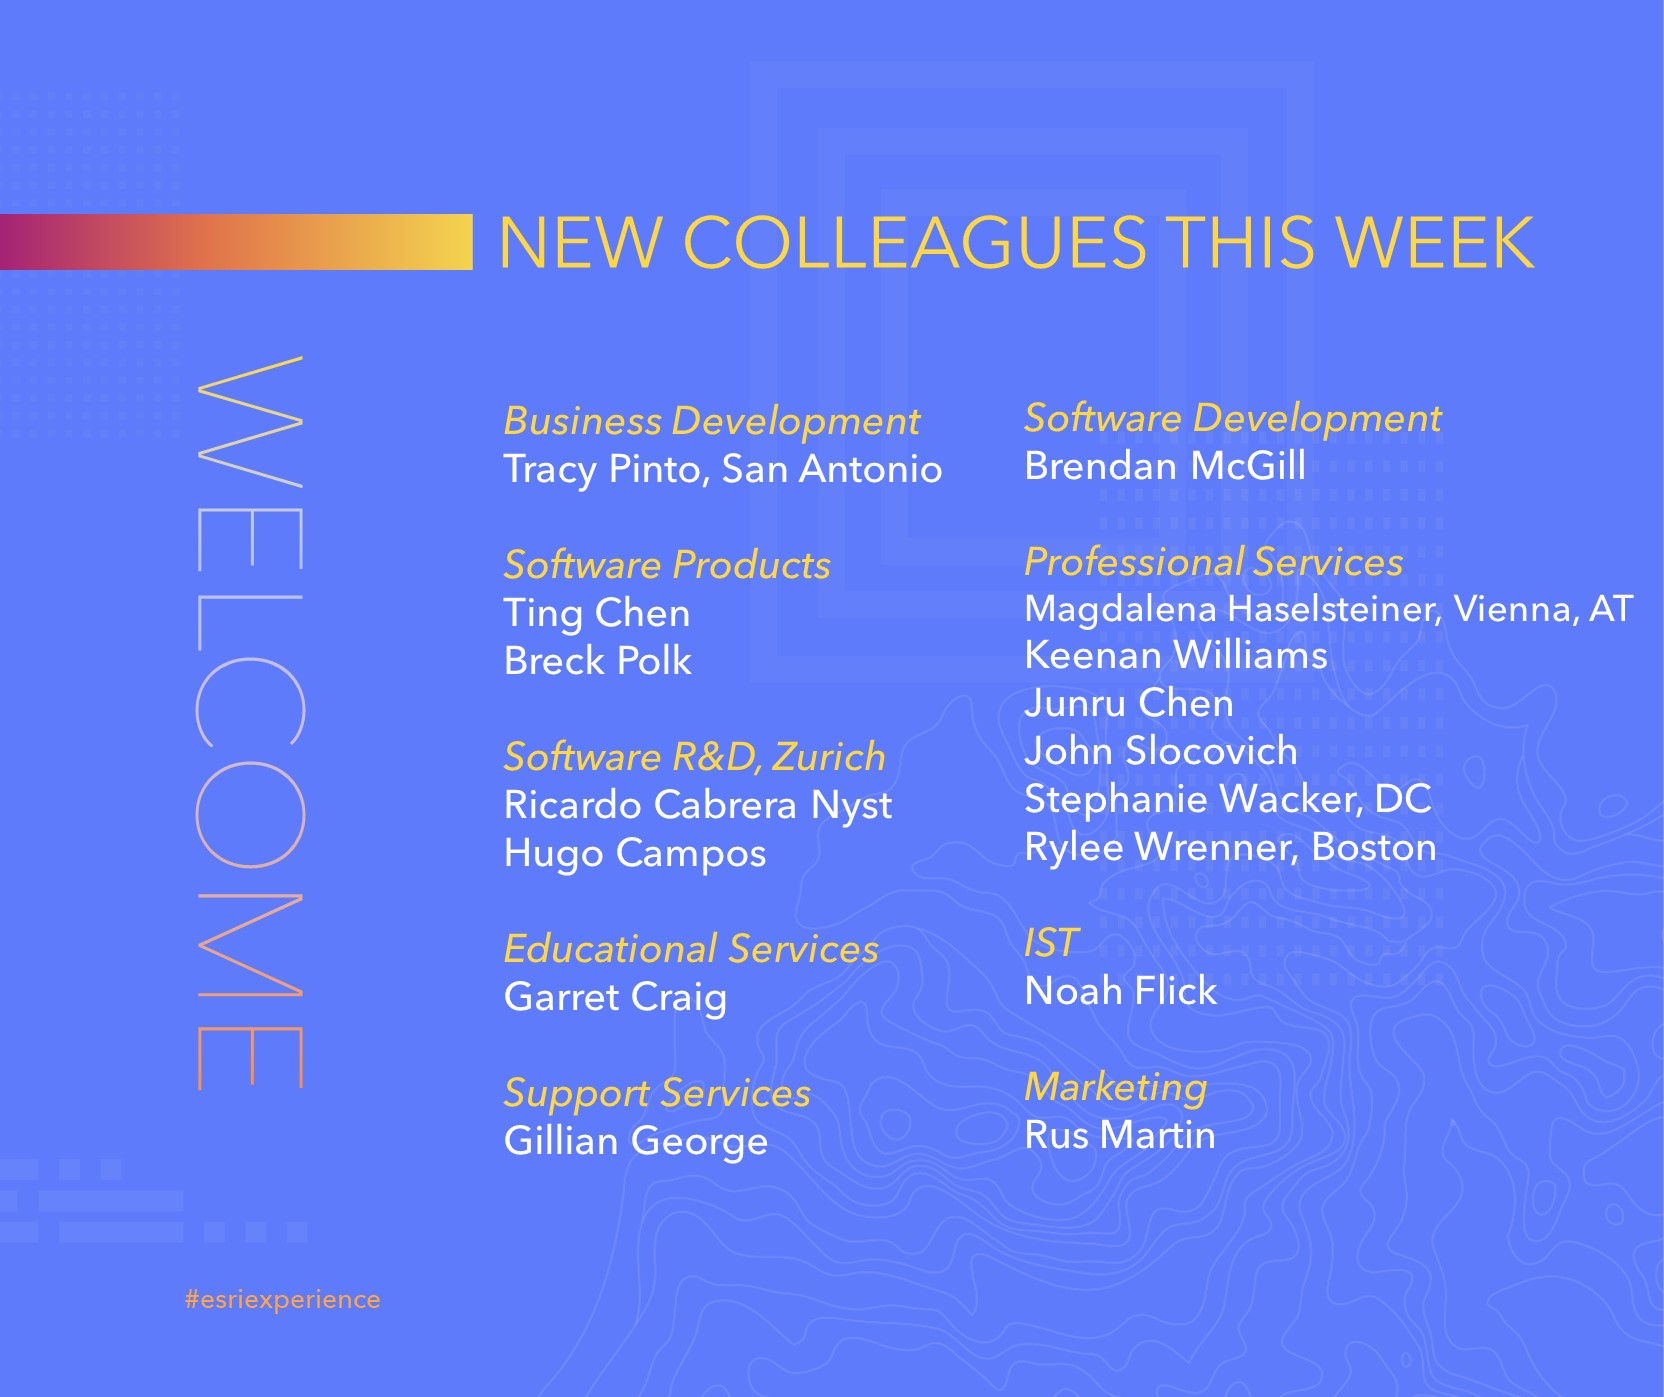 NEW COLLEAGUES THIS WEEK
WELCOME
Business Development
Tracy Pinto, San Antonio
Software Products
Ting Chen
Breck Polk
Software R&D, Zurich
Ricardo Cabrera Nyst
Hugo Campos
Educational Services
Garret Craig
Support Services
Gillian George
Software Development
Brendan McGill
Professional Services
Magdalena Haselsteiner, Vienna, AT
Keenan Williams
Junru Chen
John Slocovich
Stephanie Wacker, DC
Rylee Wrenner, Boston
IST
Noah Flick
Marketing
Rus Martin
#esriexperience